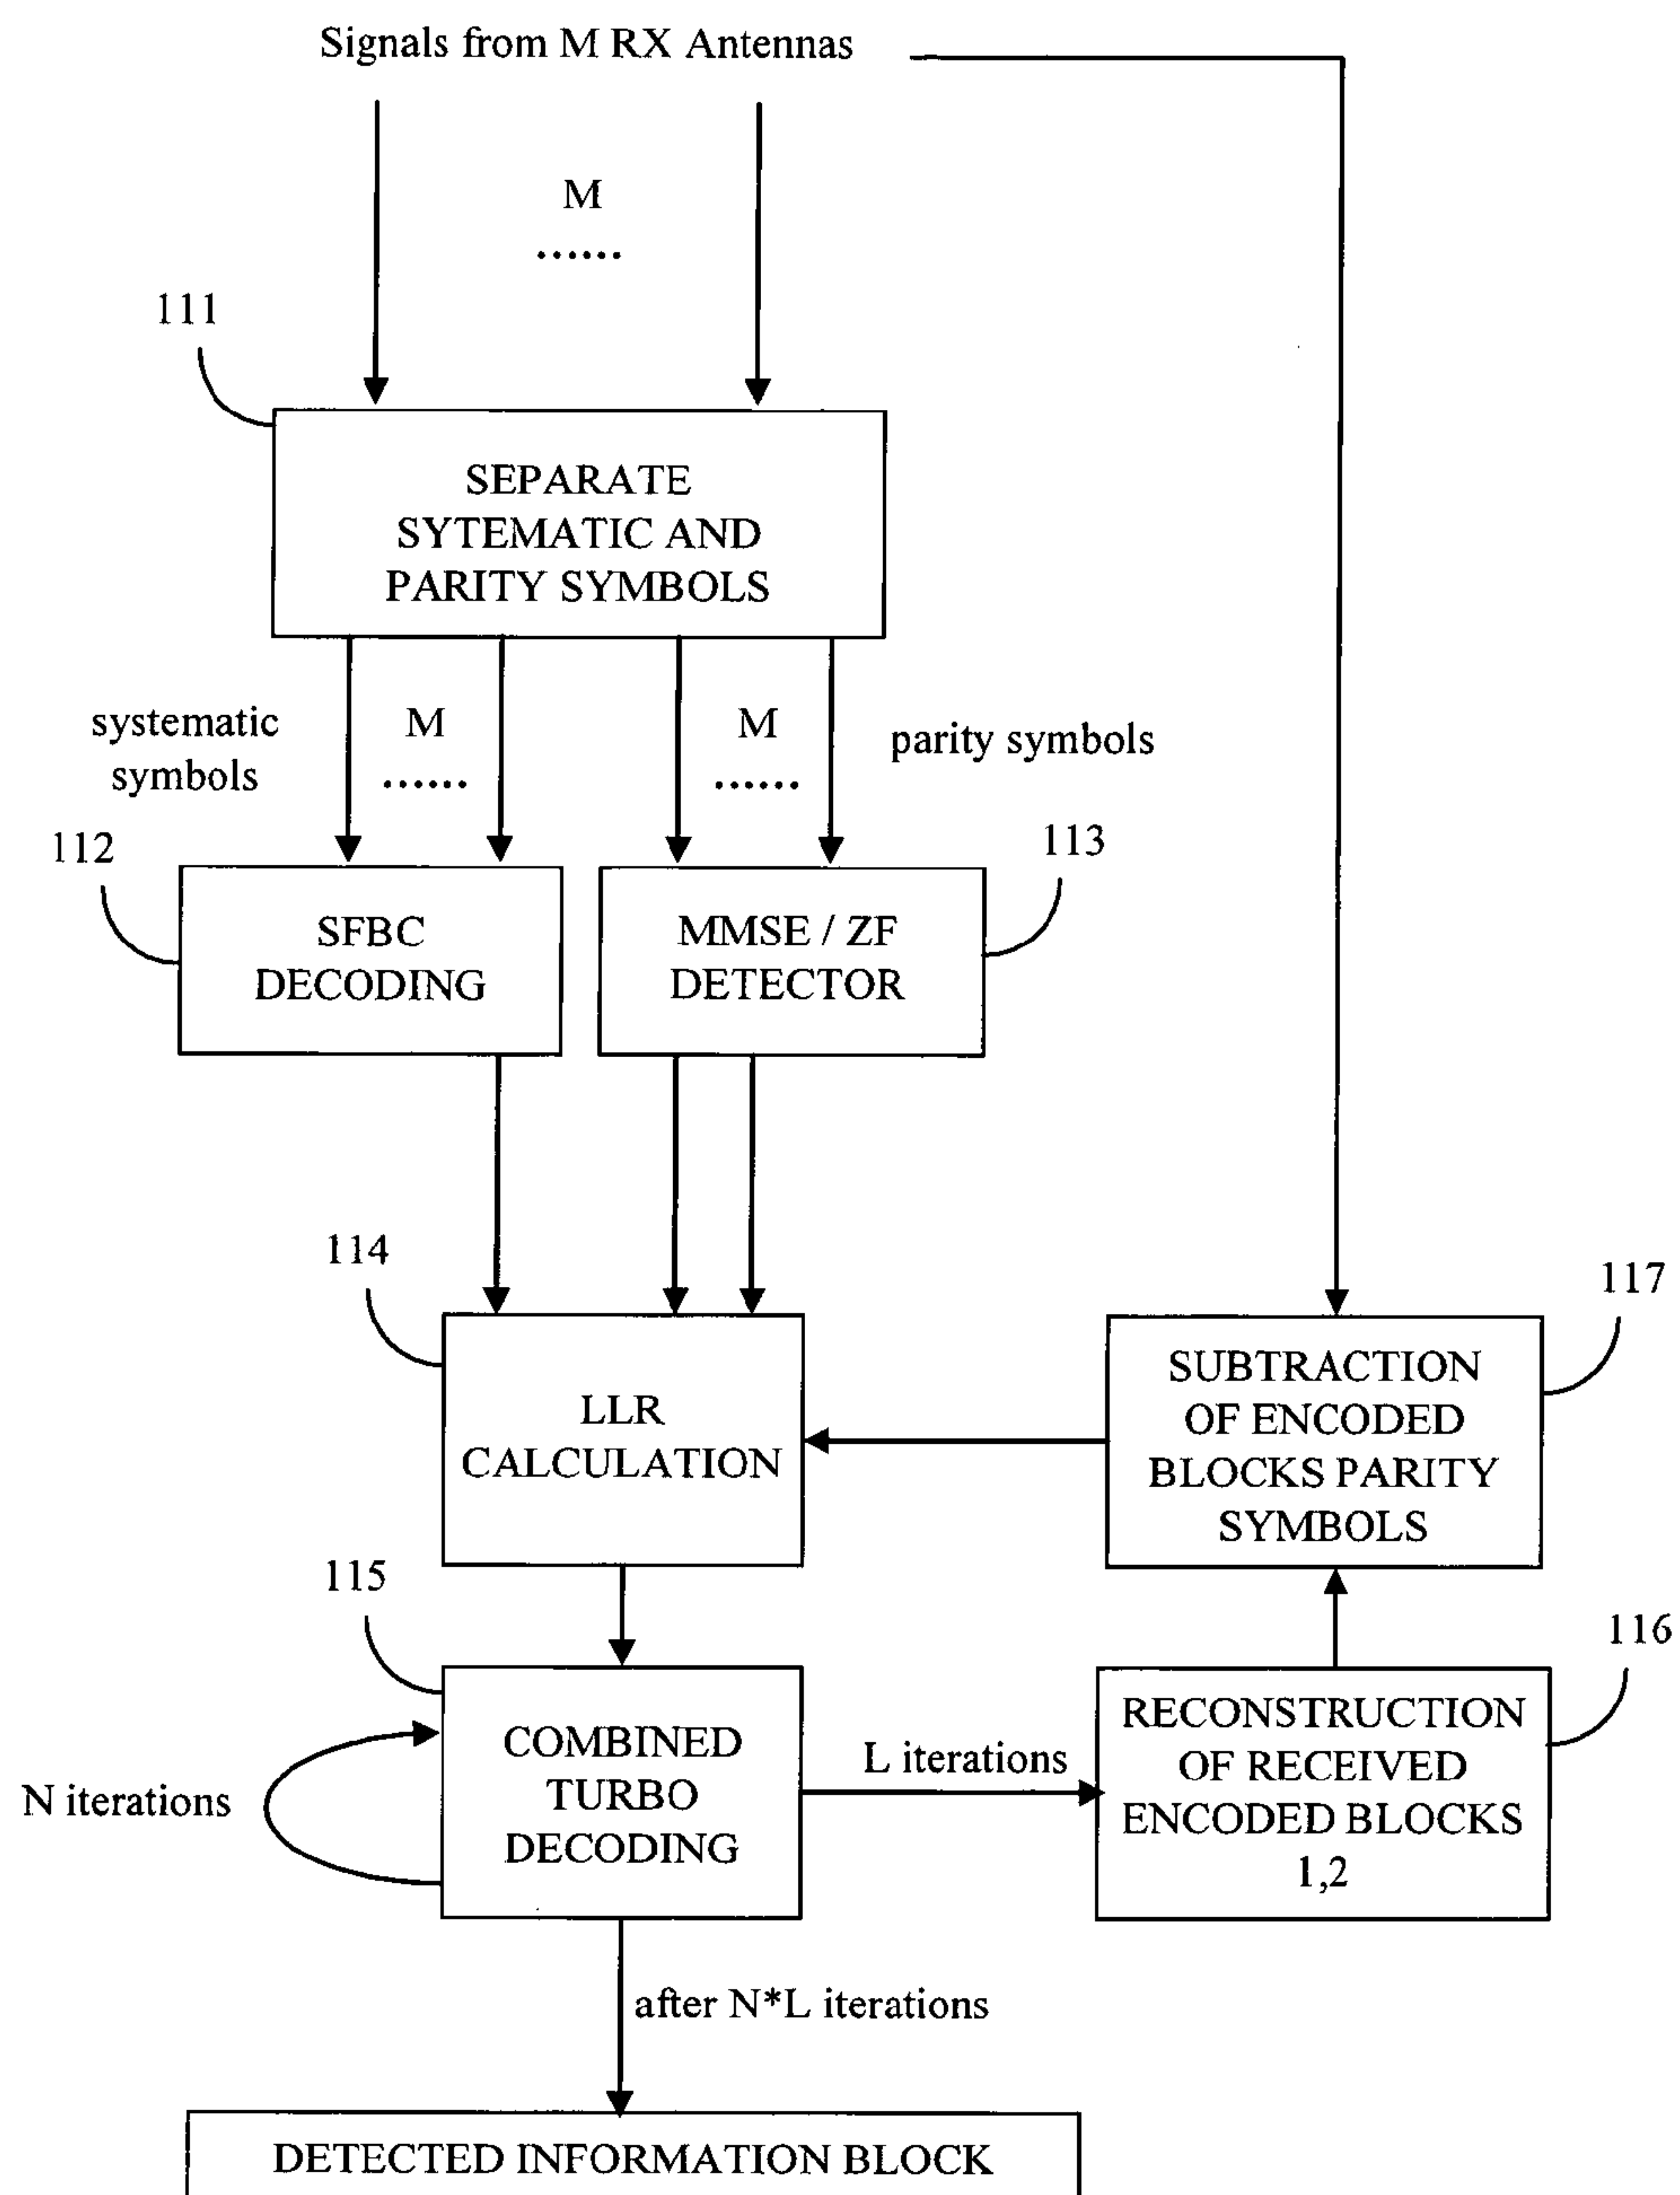 Signals from M RX Antennas
M
......
111
SEPARATE
SYTEMATIC AND
PARITY SYMBOLS
systematic
symbols
M
......
M
......
parity symbols
112
SFBC
DECODING
MMSE / ZF
DETECTOR
113
114
LLR
CALCULATION
117
SUBTRACTION
OF ENCODED
BLOCKS PARITY
SYMBOLS
115
COMBINED
TURBO
DECODING
N iterations
L iterations
116
RECONSTRUCTION
OF RECEIVED
ENCODED BLOCKS
1,2
after N*L iterations
DETECTED INFORMATION BLOCK